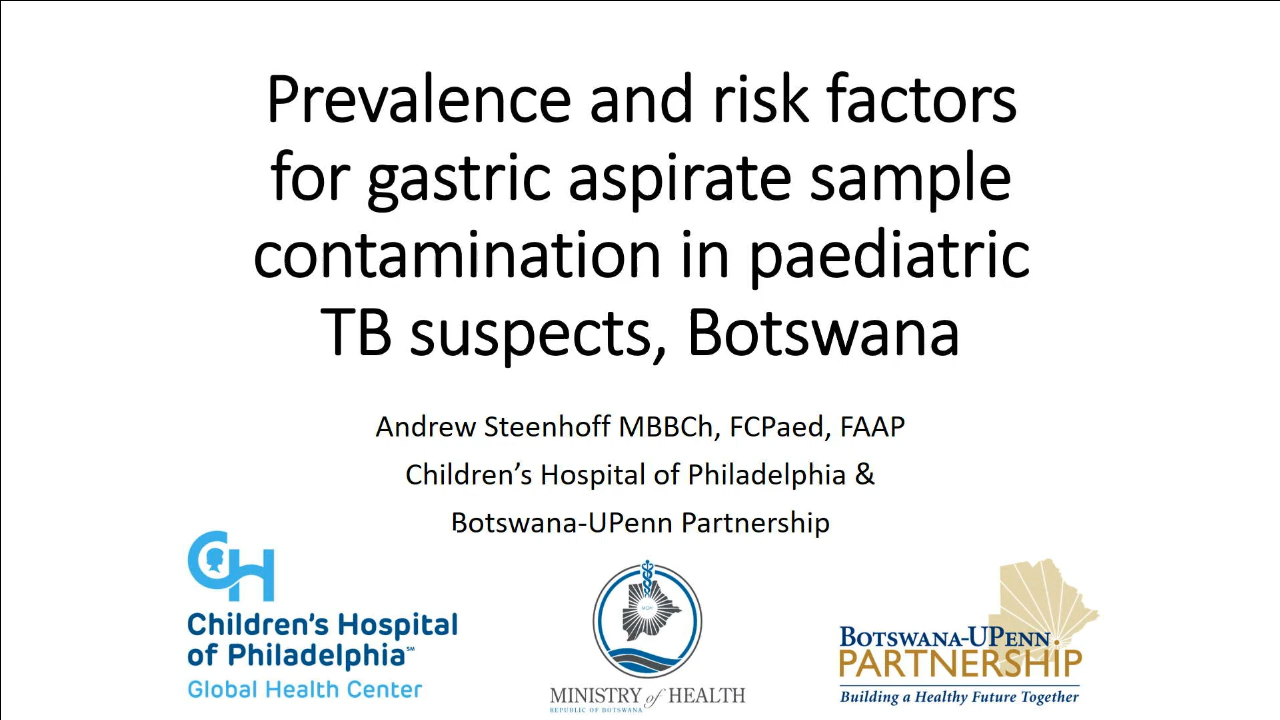 Prevalence and risk factors
for gastric aspirate sample
contamination in paediatric
TB suspects, Botswana
Andrew Steenhoff MBBCh, FCPaed, FAAP
Children's Hospital of Philadelphia &
Botswana-UPenn Partnership
CH
Children's Hospital
of Philadelphia℠
Global Health Center
MINISTRY of HEALTH
REPUBLIC OF BOTSWANA
BOTSWANA-UPENN
PARTNERSHIP
Building a Healthy Future Together